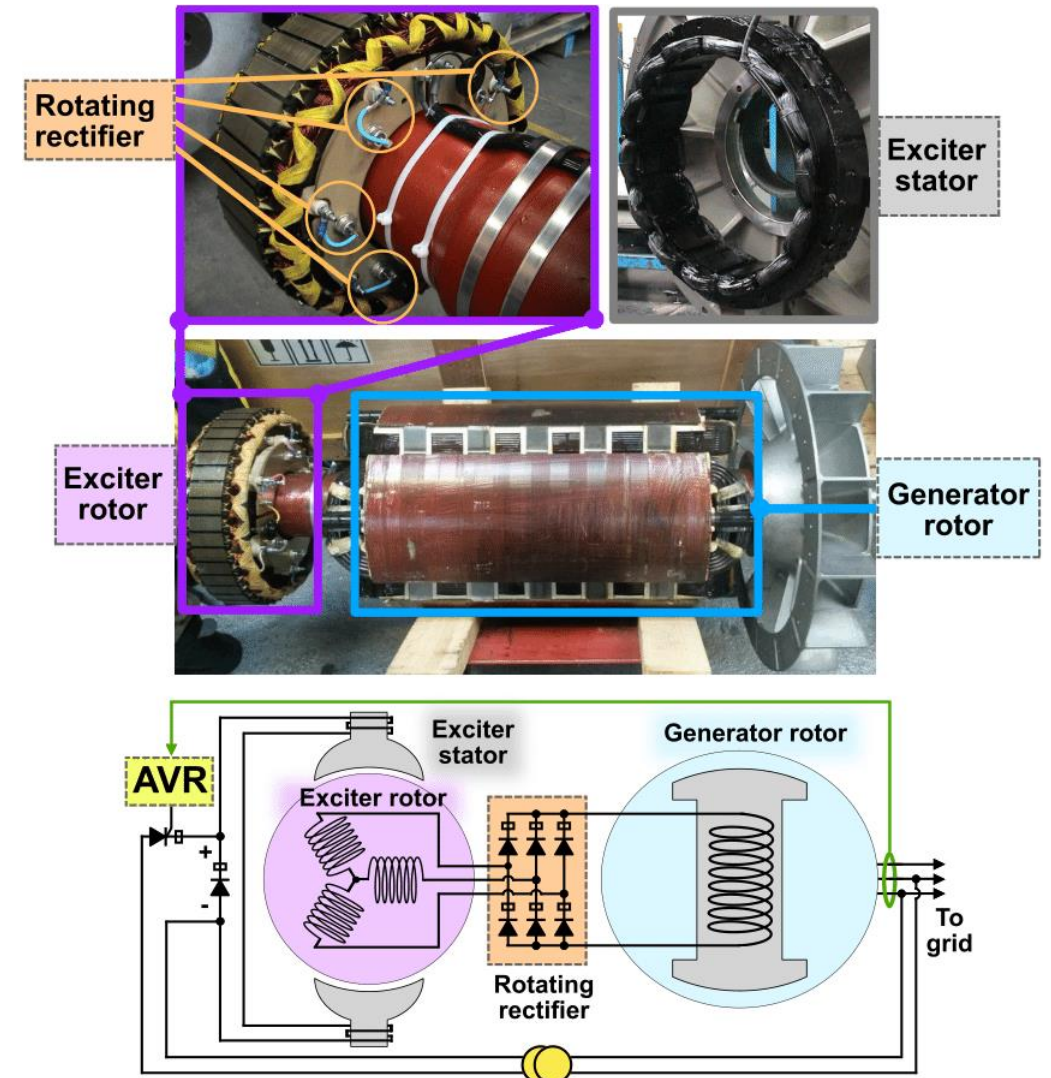 Rotating
rectifier
Exciter
stator
Exciter
rotor
Generator
rotor
Exciter
stator
Generator rotor
AVR
Exciter rotor
+
-
To
grid
Rotating
rectifier